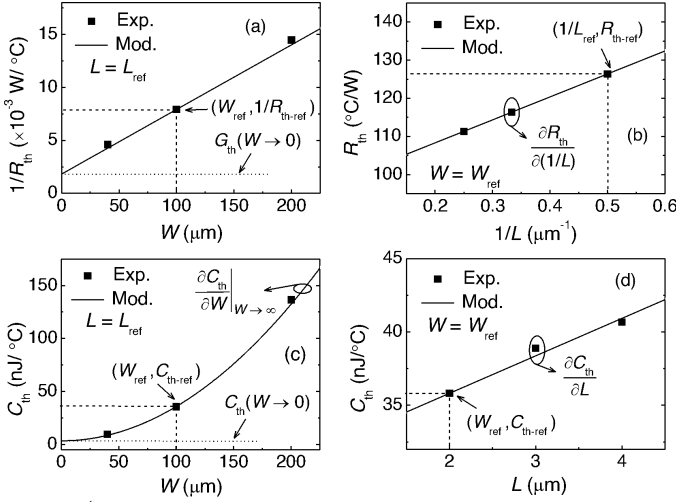 (a)
Exp.
Mod.
L = L_ref
(W_ref, 1/R_th-ref)
G_th(W → 0)
1/R_th (×10⁻³ W/ °C)
15
10
5
0
0 50 100 150 200
W (μm)
(b)
Exp.
Mod.
(1/L_ref, R_th-ref)
∂R_th
∂(1/L)
W = W_ref
R_th (°C/W)
140
130
120
110
100
0.2 0.3 0.4 0.5 0.6
1/L (μm⁻¹)
(c)
Exp.
Mod.
L = L_ref
∂C_th
∂W
W → ∞
(W_ref, C_th-ref)
C_th(W → 0)
C_th (nJ/ °C)
150
100
50
0
0 50 100 150 200
W (μm)
(d)
Exp.
Mod.
W = W_ref
∂C_th
∂L
(W_ref, C_th-ref)
C_th (nJ/°C)
45
40
35
2 3 4
L (μm)